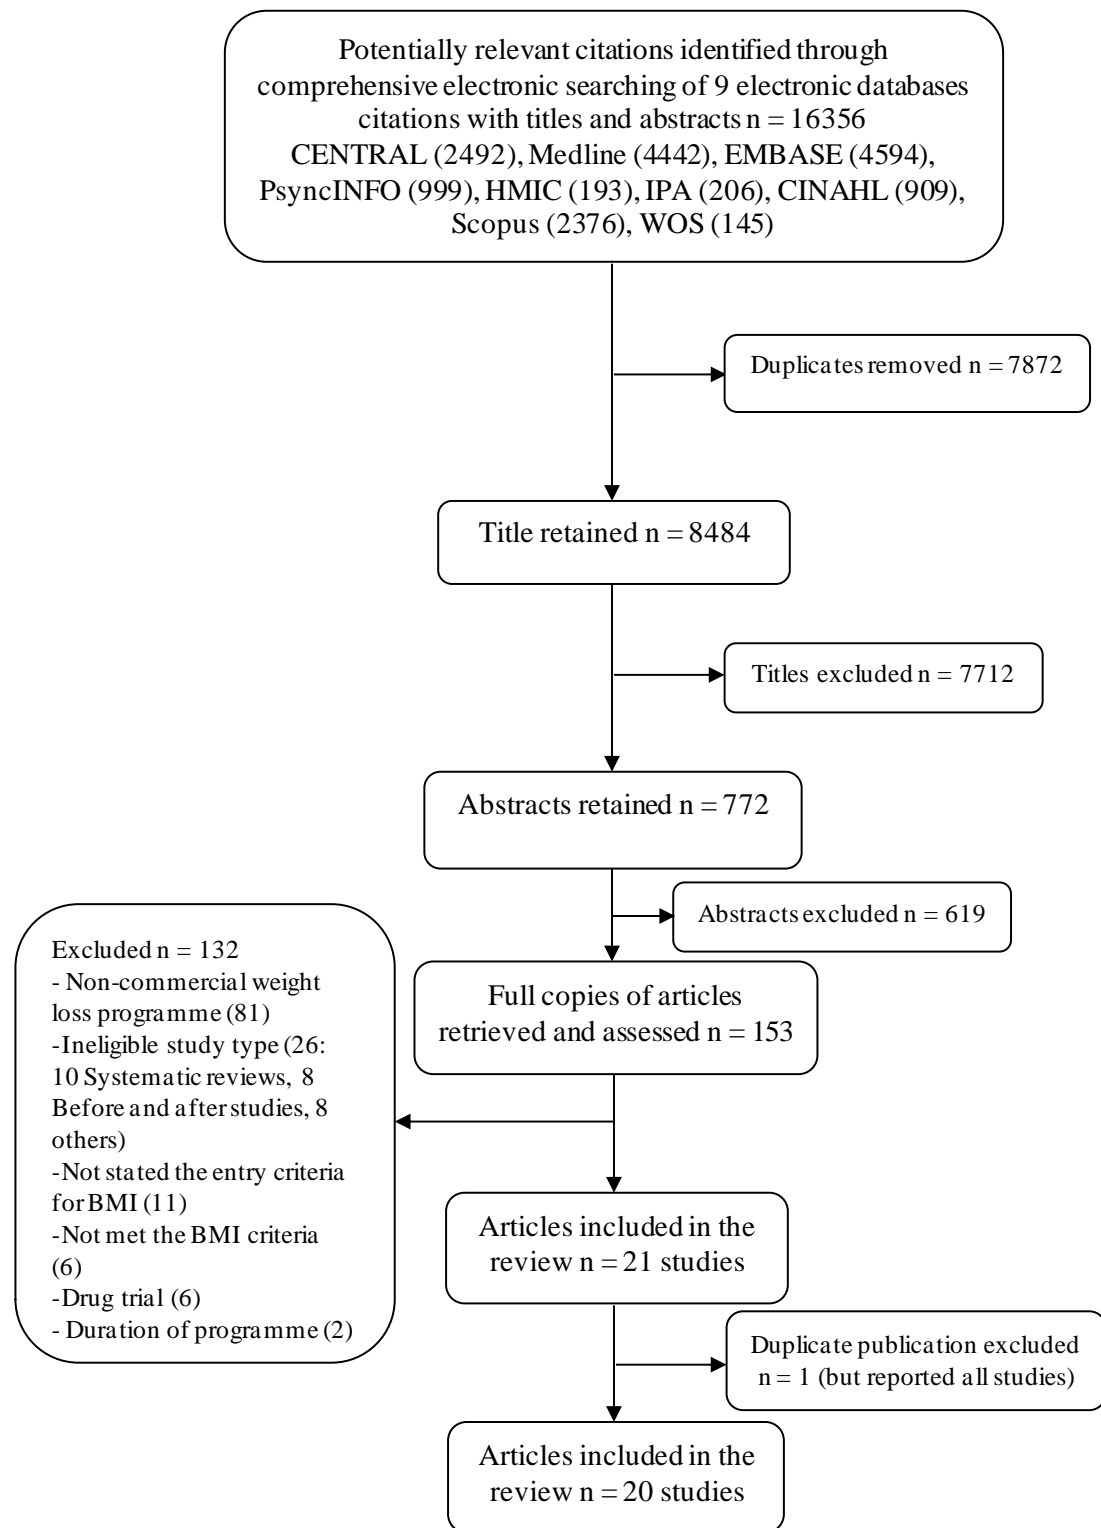 Potentially relevant citations identified through
comprehensive electronic searching of 9 electronic databases
citations with titles and abstracts n = 16356
CENTRAL (2492), Medline (4442), EMBASE (4594),
PsyncINFO (999), HMIC (193), IPA (206), CINAHL (909),
Scopus (2376), WOS (145)
Duplicates removed n = 7872
Title retained n = 8484
Titles excluded n = 7712
Abstracts retained n = 772
Abstracts excluded n = 619
Full copies of articles
retrieved and assessed n = 153
Excluded n = 132
- Non-commercial weight
loss programme (81)
-Ineligible study type (26:
10 Systematic reviews, 8
Before and after studies, 8
others)
-Not stated the entry criteria
for BMI (11)
-Not met the BMI criteria
(6)
-Drug trial (6)
- Duration of programme (2)
Articles included in the
review n = 21 studies
Duplicate publication excluded
n = 1 (but reported all studies)
Articles included in the
review n = 20 studies